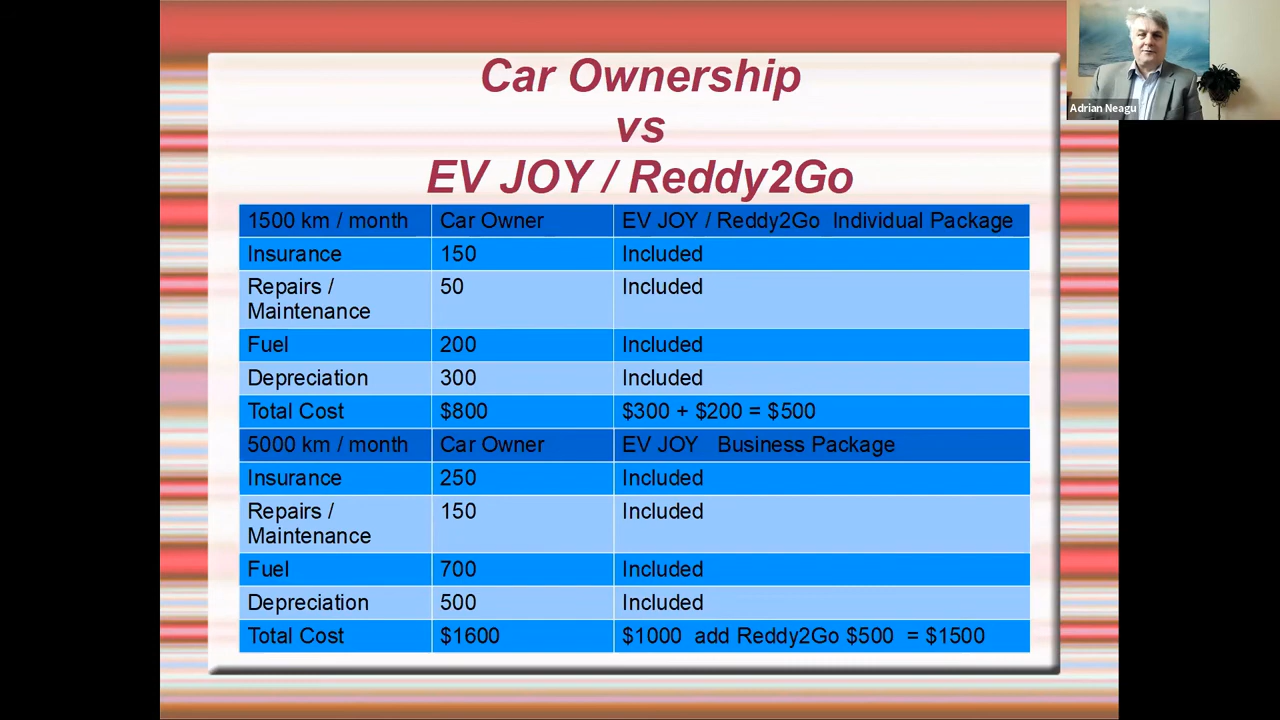 Car Ownership
vs
EV JOY / Reddy2Go
Adrian Neagu
1500 km / month Car Owner EV JOY / Reddy2Go Individual Package
Insurance 150 Included
Repairs /
Maintenance 50 Included
Fuel 200 Included
Depreciation 300 Included
Total Cost $800 $300 + $200 = $500
5000 km / month Car Owner EV JOY Business Package
Insurance 250 Included
Repairs /
Maintenance 150 Included
Fuel 700 Included
Depreciation 500 Included
Total Cost $1600 $1000 add Reddy2Go $500 = $1500